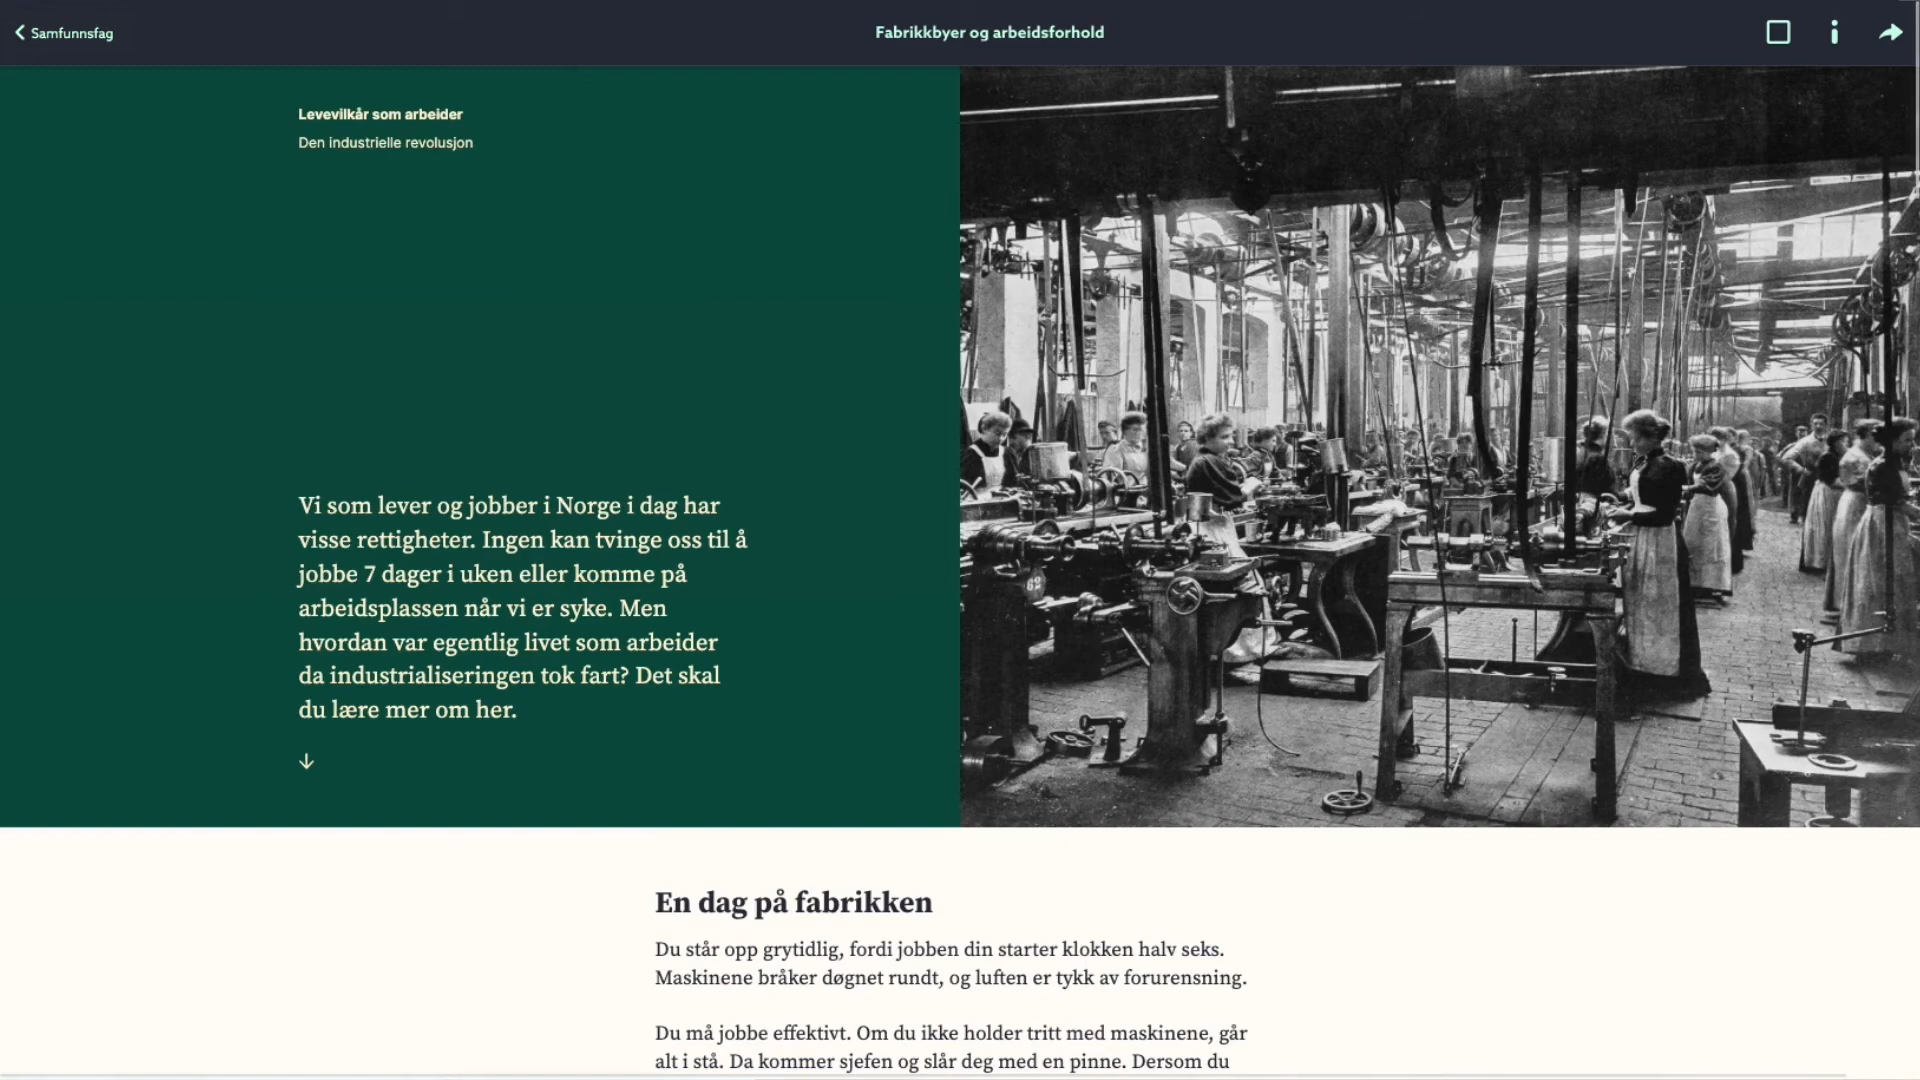 Samfunnsfag
Fabrikkbyer og arbeidsforhold
Levevilkår som arbeider
Den industrielle revolusjon
Vi som lever og jobber i Norge i dag har
visse rettigheter. Ingen kan tvinge oss til å
jobbe 7 dager i uken eller komme på
arbeidsplassen når vi er syke. Men
hvordan var egentlig livet som arbeider
da industrialiseringen tok fart? Det skal
du lære mer om her.
62
En dag på fabrikken
Du står opp grytidlig, fordi jobben din starter klokken halv seks.
Maskinene bråker døgnet rundt, og luften er tykk av forurensning.
Du må jobbe effektivt. Om du ikke holder tritt med maskinene, går
alt i stå. Da kommer sjefen og slår deg med en pinne. Dersom du